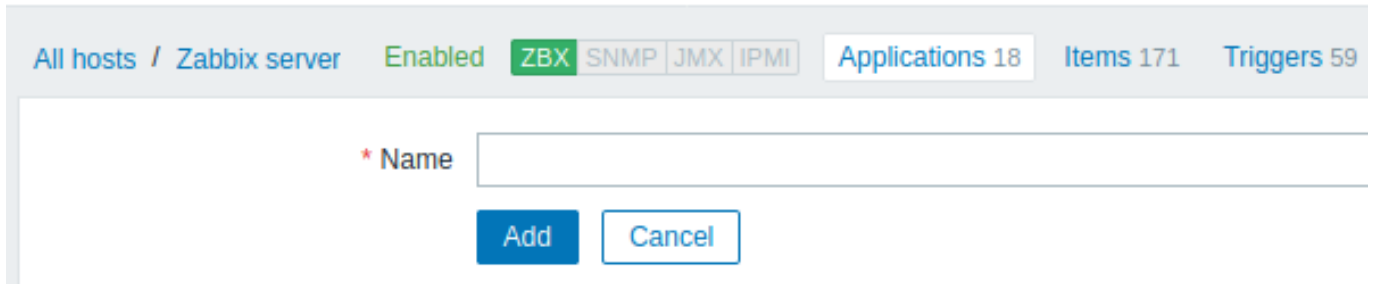 All hosts / Zabbix server Enabled ZBX SNMP JMX IPMI Applications 18 Items 171 Triggers 59
* Name
Add Cancel